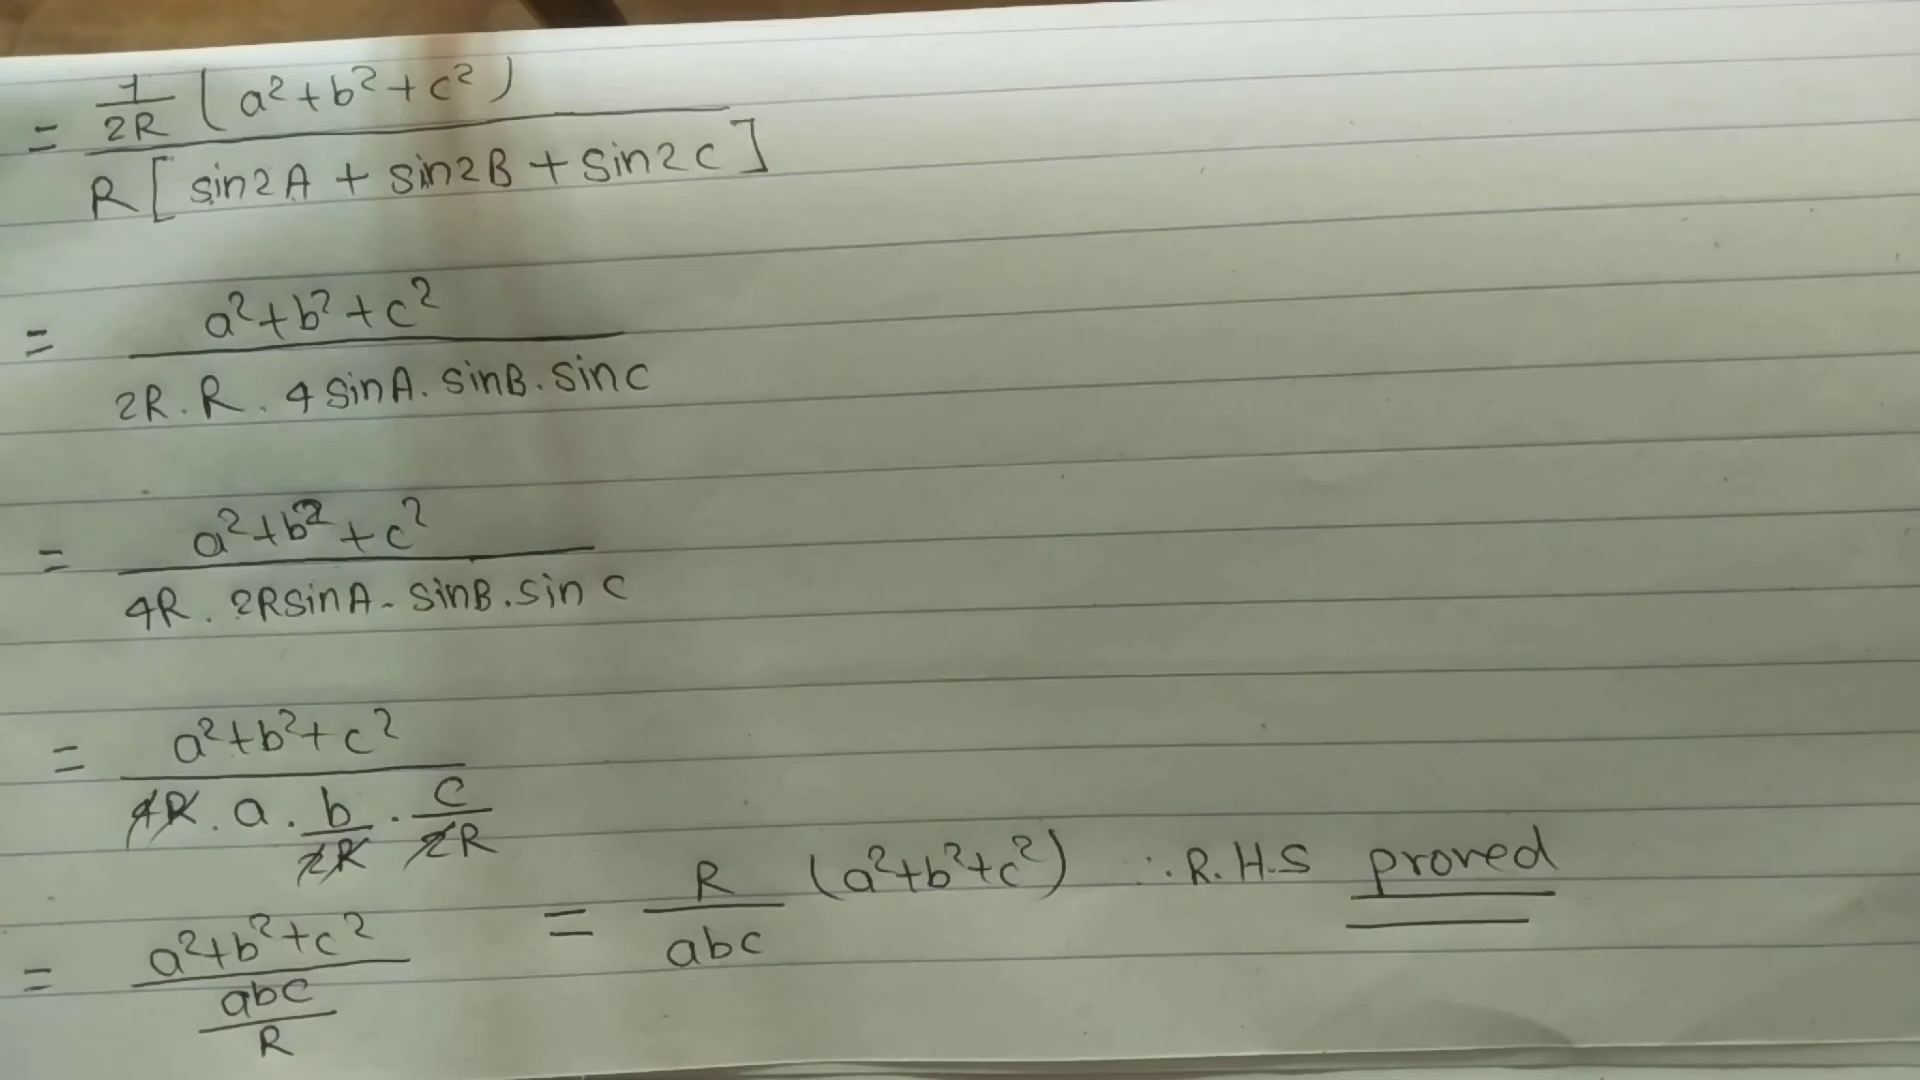 = 1/2R (a²+b²+c²) / R [ sin2A + sin2B + sin2C ]
= a²+b²+c² / 2R . R . 4 sinA . sinB . sinC
= a²+b²+c² / 4R . 2RsinA . sinB . sin C
= a²+b²+c² / 4R . a . b/2R . c/2R
= a²+b²+c² / abc/R = R/abc (a²+b²+c²) ∴ R.H.S proved